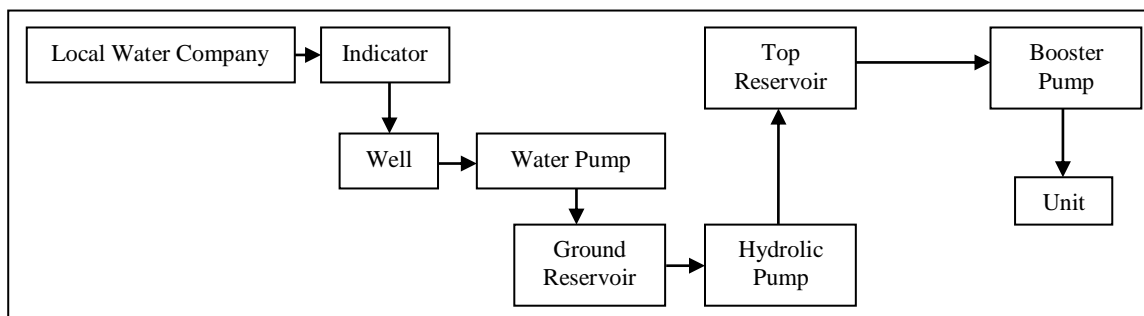 Local Water Company
Indicator
Well
Water Pump
Ground
Reservoir
Hydrolic
Pump
Top
Reservoir
Booster
Pump
Unit